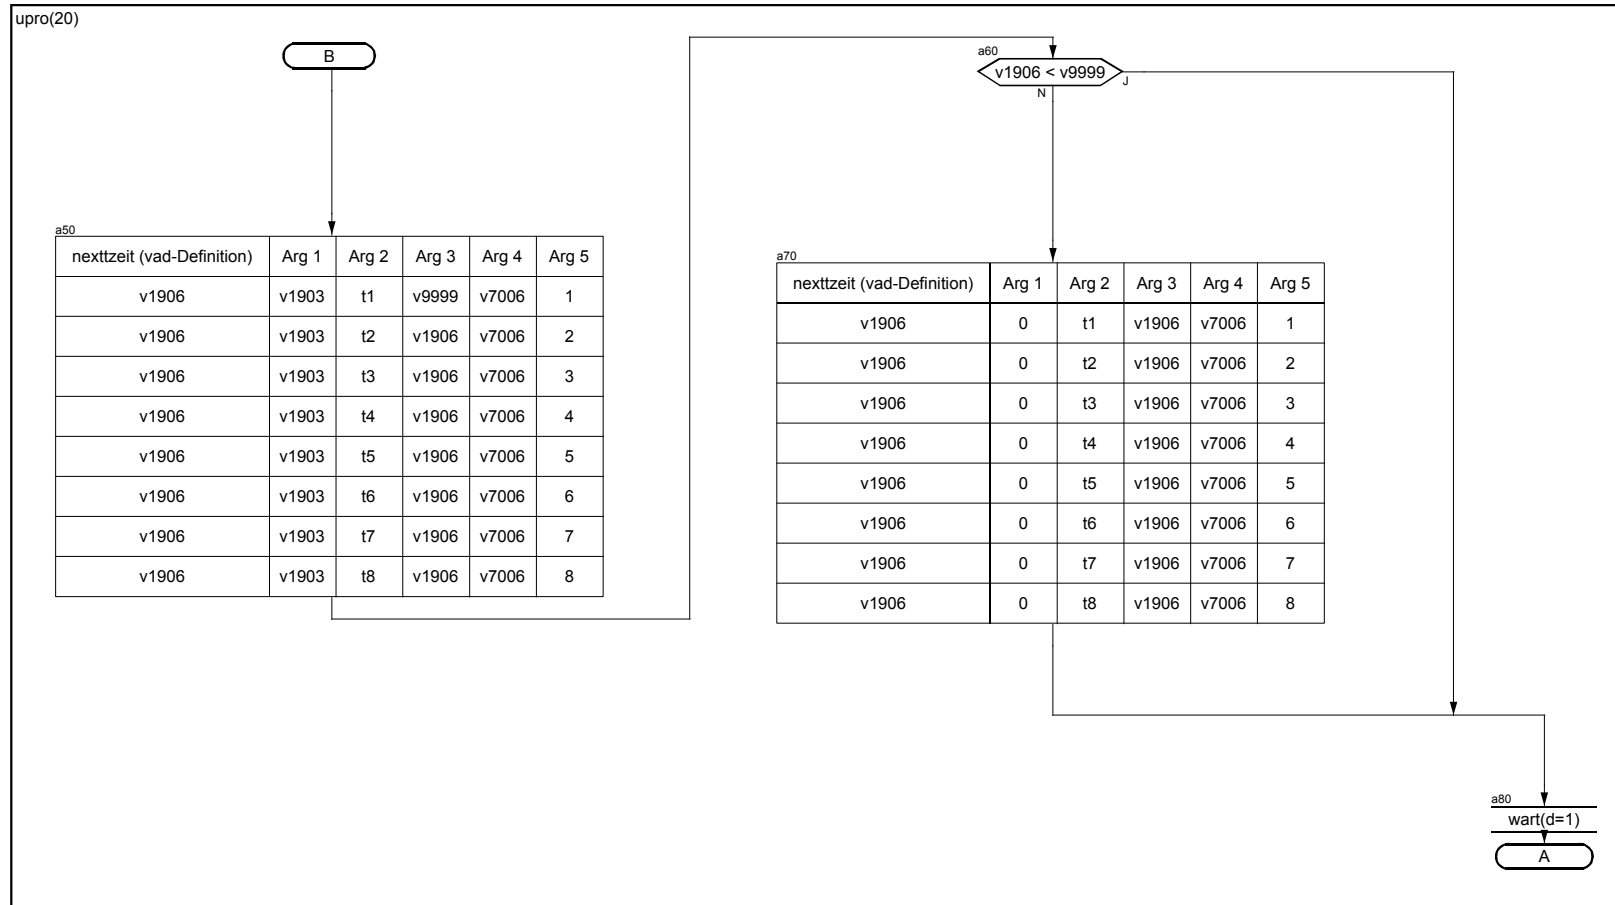 upro(20)
B
a50
nexttzeit (vad-Definition) Arg 1 Arg 2 Arg 3 Arg 4 Arg 5
v1906 v1903 t1 v9999 v7006 1
v1906 v1903 t2 v1906 v7006 2
v1906 v1903 t3 v1906 v7006 3
v1906 v1903 t4 v1906 v7006 4
v1906 v1903 t5 v1906 v7006 5
v1906 v1903 t6 v1906 v7006 6
v1906 v1903 t7 v1906 v7006 7
v1906 v1903 t8 v1906 v7006 8
a60
v1906 < v9999
J
N
a70
nexttzeit (vad-Definition) Arg 1 Arg 2 Arg 3 Arg 4 Arg 5
v1906 0 t1 v1906 v7006 1
v1906 0 t2 v1906 v7006 2
v1906 0 t3 v1906 v7006 3
v1906 0 t4 v1906 v7006 4
v1906 0 t5 v1906 v7006 5
v1906 0 t6 v1906 v7006 6
v1906 0 t7 v1906 v7006 7
v1906 0 t8 v1906 v7006 8
a80
wart(d=1)
A